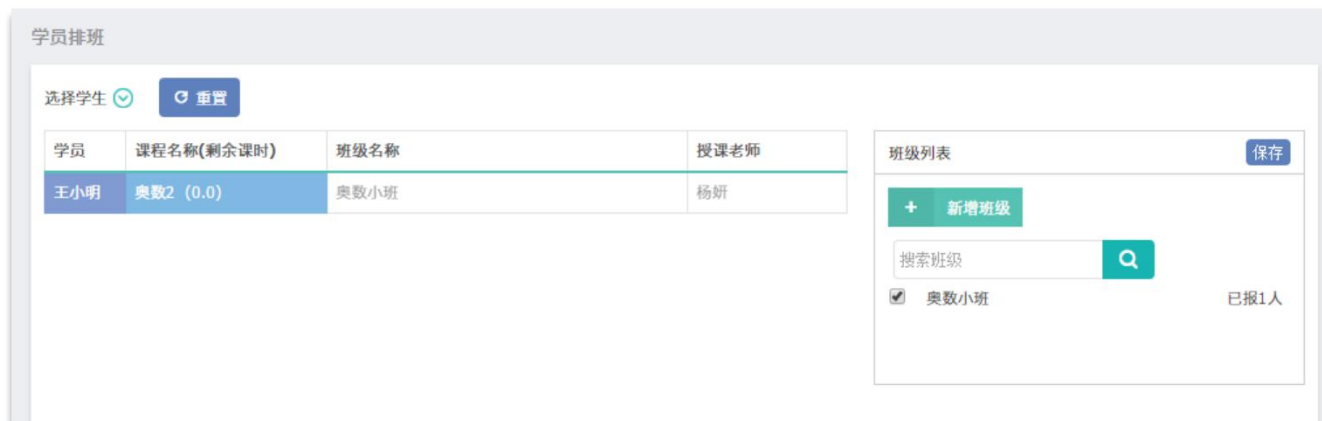 学员排班
选择学生 重置
学员 课程名称(剩余课时) 班级名称 授课老师
王小明 奥数2 (0.0) 奥数小班 杨妍
班级列表 保存
+ 新增班级
搜索班级
奥数小班 已报1人